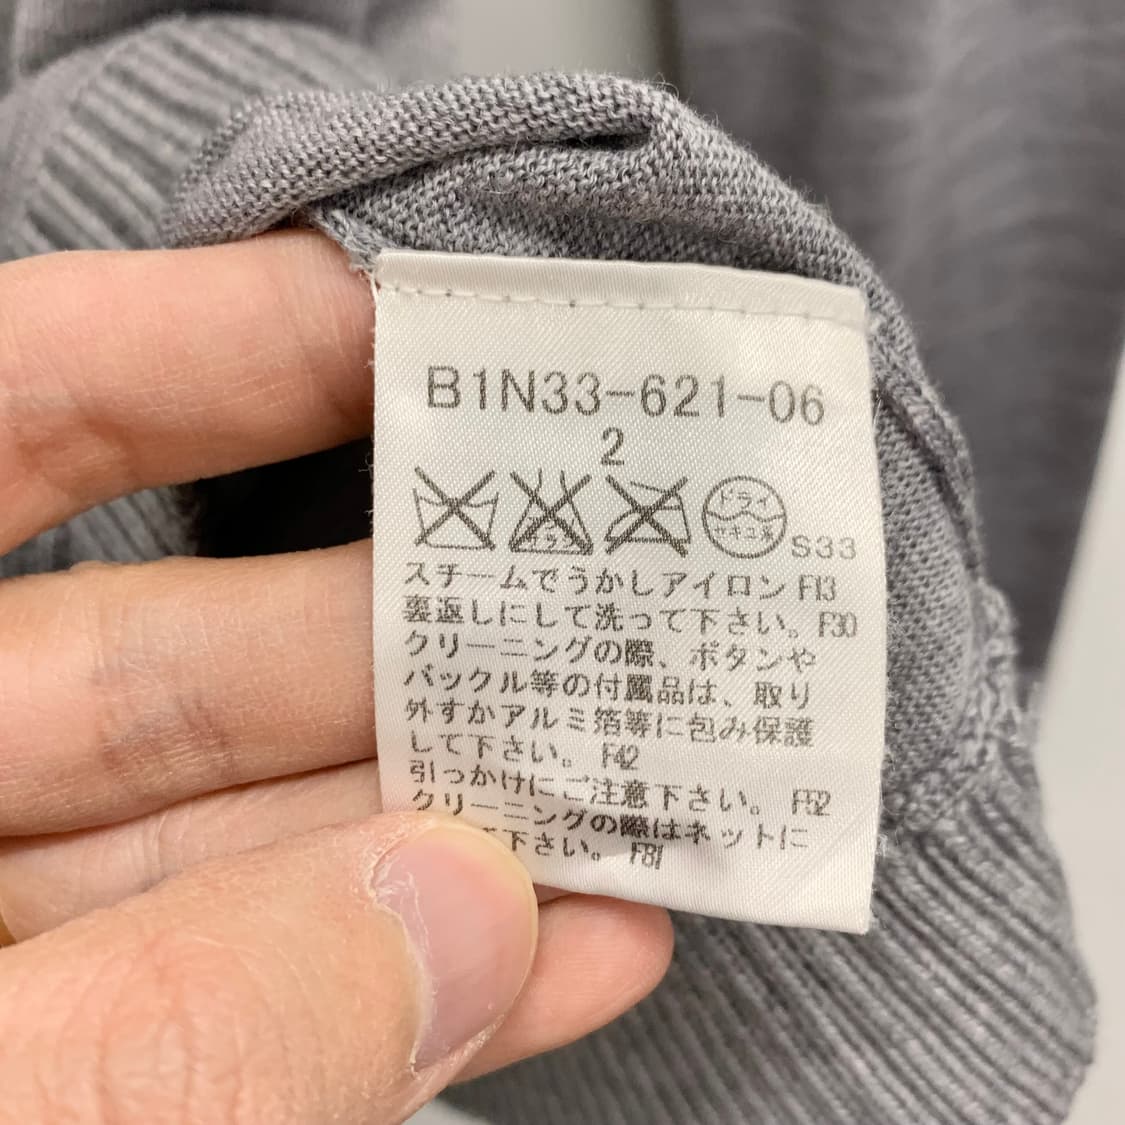 B1N33-621-06
2
ドライ
セキユ系
S33
スチームでうかしアイロン F13
裏返しにして洗って下さい。F30
クリーニングの際、ボタンや
バックル等の付属品は、取り
外すかアルミ箔等に包み保護
して下さい。 F42
引っかけにご注意下さい。 F52
クリーニングの際はネットに
下さい。 F81